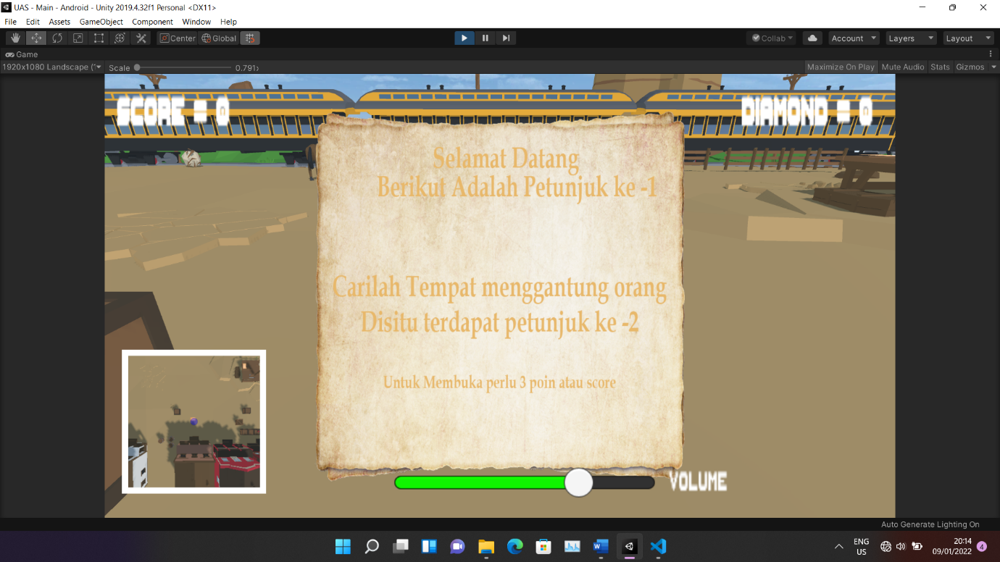 UAS - Main - Android - Unity 2019.4.32f1 Personal <DX11>
File Edit Assets GameObject Component Window Help
Center Global Collab Account Layers Layout
Game
1920x1080 Landscape (1 Scale 0.791x Maximize On Play Mute Audio Stats Gizmos
SCORE = 0
DIAMOND = 0
Selamat Datang
Berikut Adalah Petunjuk ke -1
Carilah Tempat menggantung orang
Disitu terdapat petunjuk ke -2
Untuk Membuka perlu 3 poin atau score
VOLUME
Auto Generate Lighting On
ENG
US
20:14
09/01/2022
4